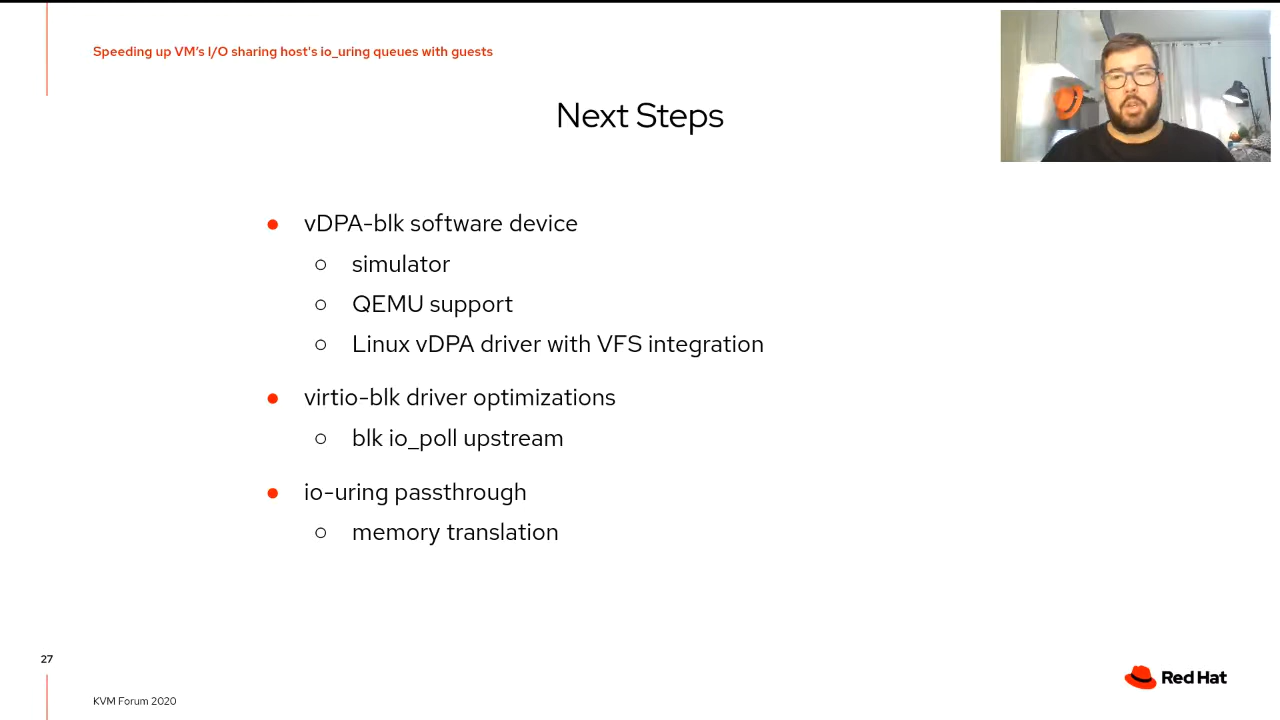 Speeding up VM's I/O sharing host's io_uring queues with guests
Next Steps
● vDPA-blk software device
○ simulator
○ QEMU support
○ Linux vDPA driver with VFS integration
● virtio-blk driver optimizations
○ blk io_poll upstream
● io-uring passthrough
○ memory translation
27
KVM Forum 2020
Red Hat